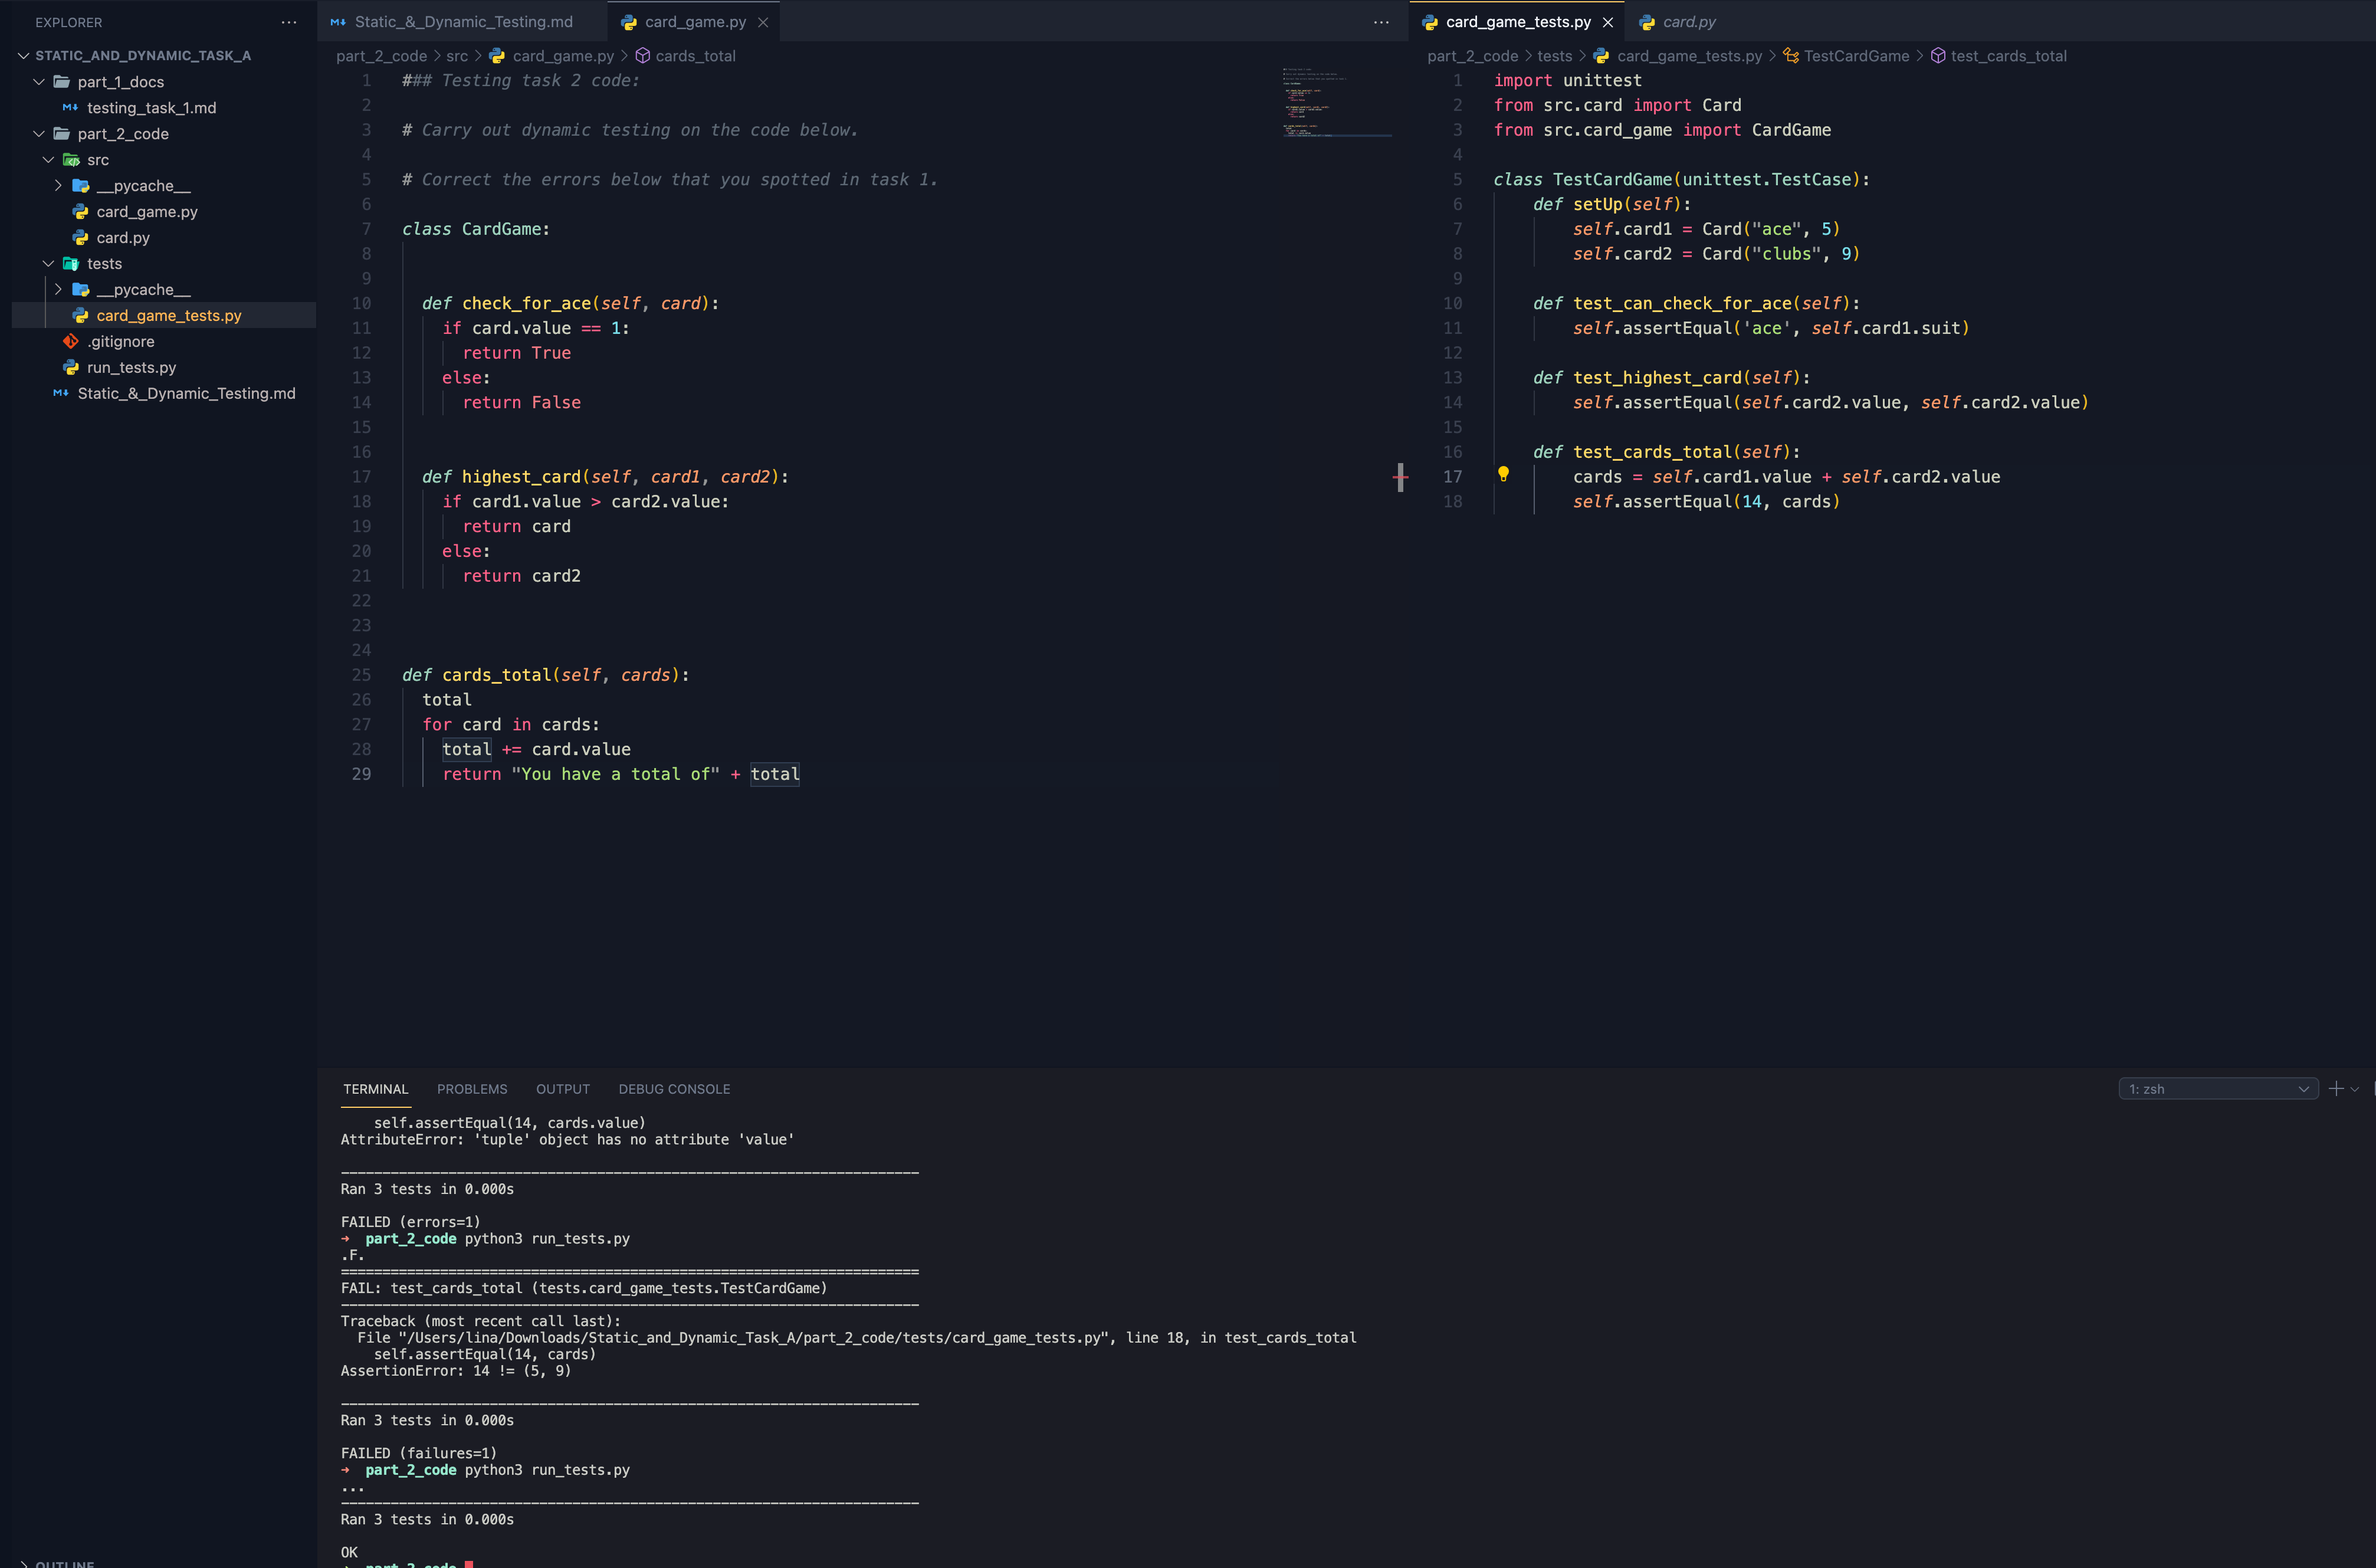 EXPLORER
STATIC_AND_DYNAMIC_TASK_A
part_1_docs
testing_task_1.md
part_2_code
src
__pycache__
card_game.py
card.py
tests
__pycache__
card_game_tests.py
.gitignore
run_tests.py
Static_&_Dynamic_Testing.md
OUTLINE
Static_&_Dynamic_Testing.md
card_game.py
part_2_code > src > card_game.py > cards_total
1 ### Testing task 2 code:
2
3 # Carry out dynamic testing on the code below.
4
5 # Correct the errors below that you spotted in task 1.
6
7 class CardGame:
8
9
10 def check_for_ace(self, card):
11 if card.value == 1:
12 return True
13 else:
14 return False
15
16
17 def highest_card(self, card1, card2):
18 if card1.value > card2.value:
19 return card
20 else:
21 return card2
22
23
24
25 def cards_total(self, cards):
26 total
27 for card in cards:
28 total += card.value
29 return "You have a total of" + total
card_game_tests.py
card.py
part_2_code > tests > card_game_tests.py > TestCardGame > test_cards_total
1 import unittest
2 from src.card import Card
3 from src.card_game import CardGame
4
5 class TestCardGame(unittest.TestCase):
6 def setUp(self):
7 self.card1 = Card("ace", 5)
8 self.card2 = Card("clubs", 9)
9
10 def test_can_check_for_ace(self):
11 self.assertEqual('ace', self.card1.suit)
12
13 def test_highest_card(self):
14 self.assertEqual(self.card2.value, self.card2.value)
15
16 def test_cards_total(self):
17 cards = self.card1.value + self.card2.value
18 self.assertEqual(14, cards)
TERMINAL PROBLEMS OUTPUT DEBUG CONSOLE
1: zsh
self.assertEqual(14, cards.value)
AttributeError: 'tuple' object has no attribute 'value'
----------------------------------------------------------------------
Ran 3 tests in 0.000s
FAILED (errors=1)
→ part_2_code python3 run_tests.py
.F.
======================================================================
FAIL: test_cards_total (tests.card_game_tests.TestCardGame)
----------------------------------------------------------------------
Traceback (most recent call last):
File "/Users/lina/Downloads/Static_and_Dynamic_Task_A/part_2_code/tests/card_game_tests.py", line 18, in test_cards_total
self.assertEqual(14, cards)
AssertionError: 14 != (5, 9)
----------------------------------------------------------------------
Ran 3 tests in 0.000s
FAILED (failures=1)
→ part_2_code python3 run_tests.py
...
----------------------------------------------------------------------
Ran 3 tests in 0.000s
OK
→ part_2_code